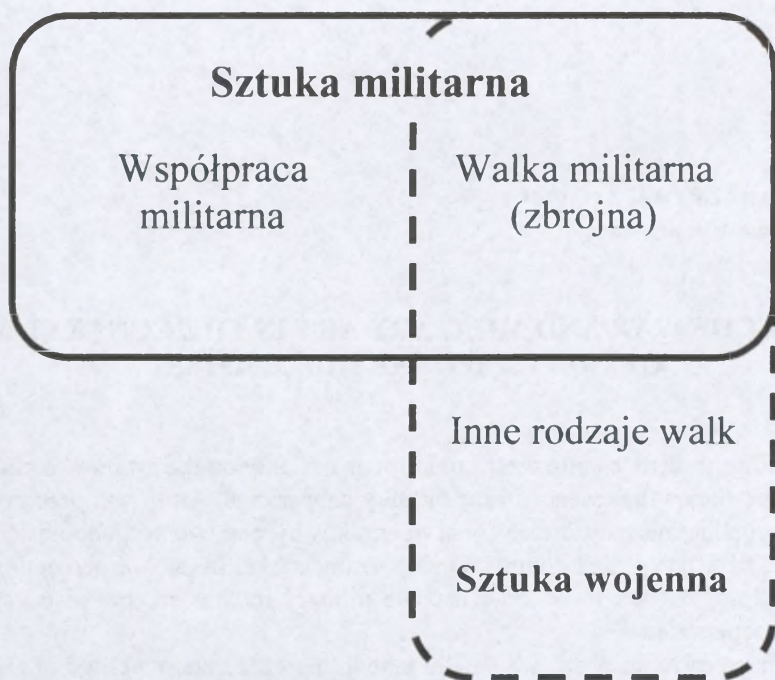 Sztuka militarna
Współpraca
militarna
Walka militarna
(zbrojna)
Inne rodzaje walk
Sztuka wojenna